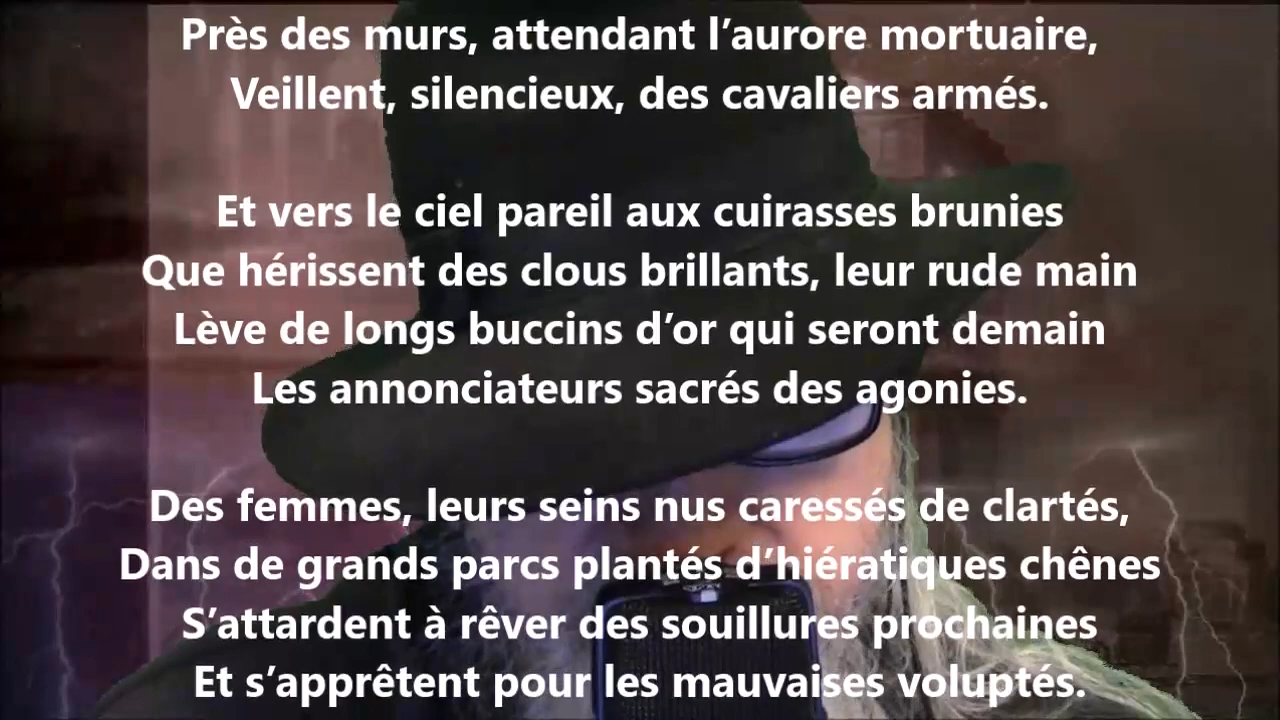 Près des murs, attendant l’aurore mortuaire,
Veillent, silencieux, des cavaliers armés.
Et vers le ciel pareil aux cuirasses brunies
Que hérissent des clous brillants, leur rude main
Lève de longs buccins d’or qui seront demain
Les annonciateurs sacrés des agonies.
Des femmes, leurs seins nus caressés de clartés,
Dans de grands parcs plantés d’hiératiques chênes
S’attardent à rêver des souillures prochaines
Et s’apprêtent pour les mauvaises voluptés.